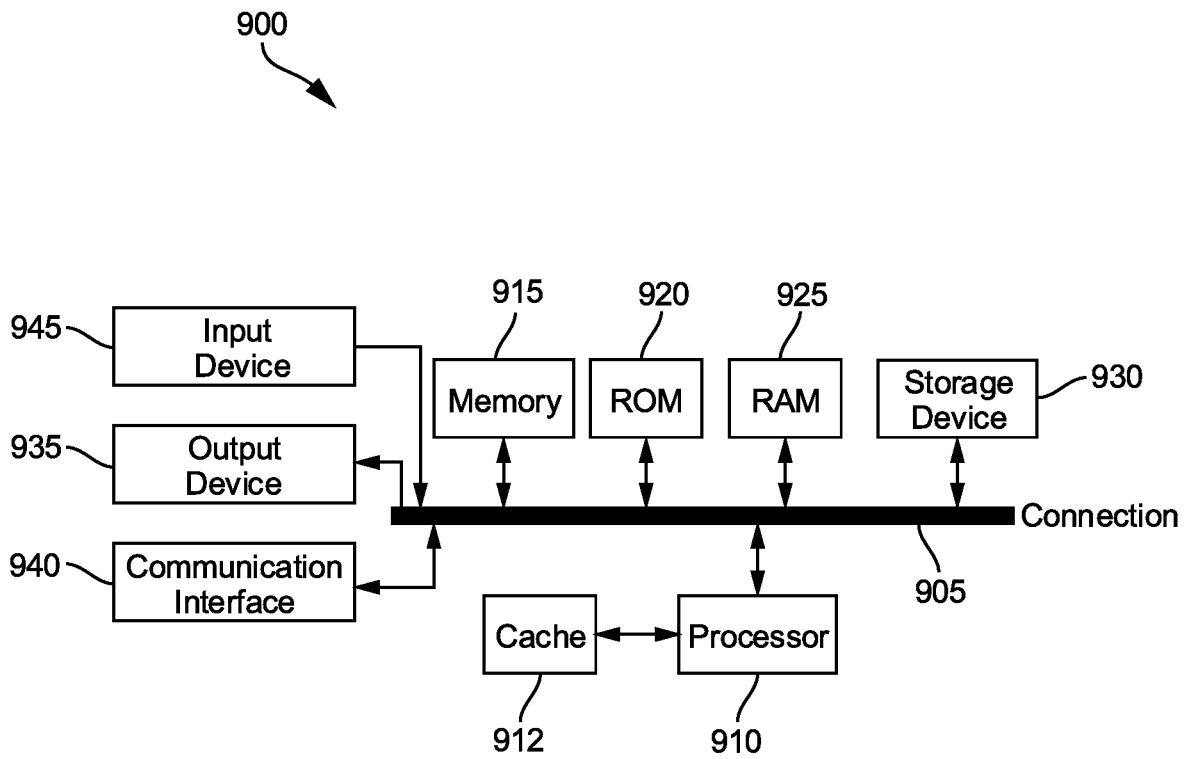 900
915
920
925
945
Input
Device
930
Storage
Device
Memory
ROM
RAM
935
Output
Device
Connection
940
Communication
Interface
905
Cache
Processor
912
910